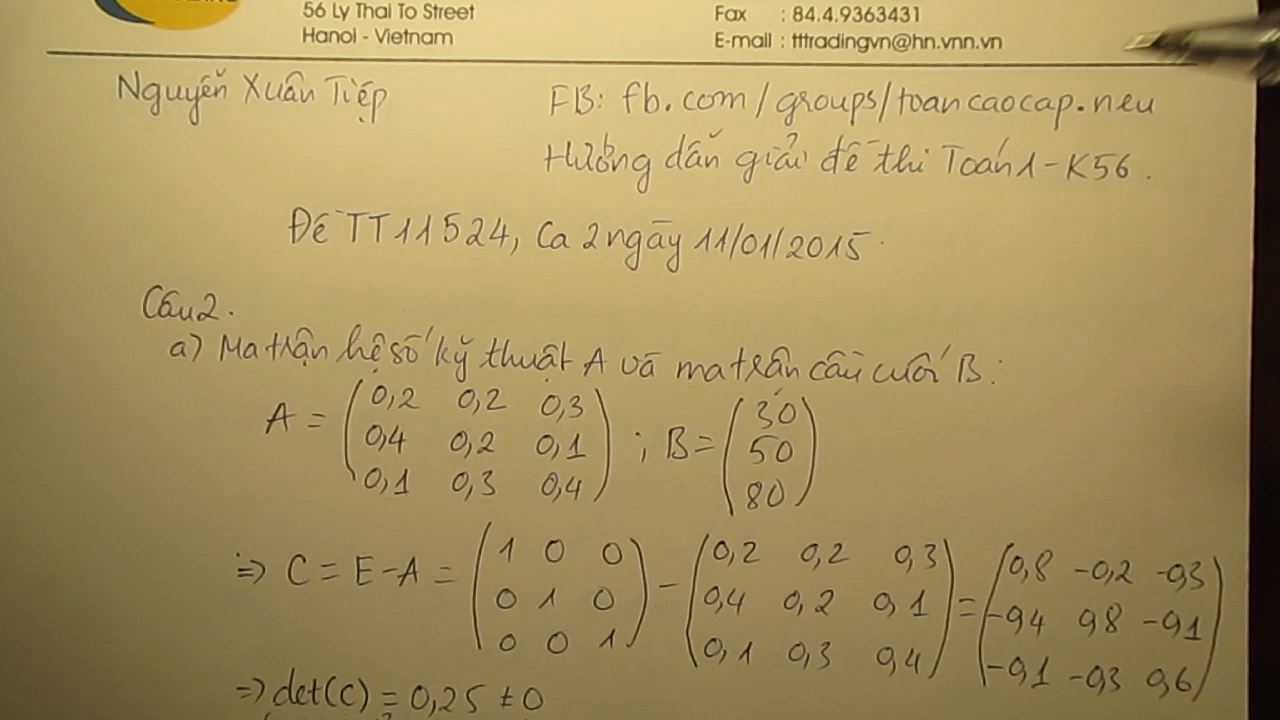 56 Ly Thai To Street
Hanoi - Vietnam
Fax : 84.4.9363431
E-mail : tttradingvn@hn.vnn.vn
Nguyễn Xuân Tiệp
FB: fb.com/groups/toancaocap.neu
Hướng dẫn giải đề thi Toán 1 - K56.
Đề TT11524, Ca 2 ngày 11/01/2015.
Câu 2.
a) Ma trận hệ số kỹ thuật A và ma trận cầu cuối B:
A = (0,2 0,2 0,3
0,4 0,2 0,1
0,1 0,3 0,4) ; B = (30
50
80)
=> C = E - A = (1 0 0
0 1 0
0 0 1) - (0,2 0,2 0,3
0,4 0,2 0,1
0,1 0,3 0,4) = (0,8 -0,2 -0,3
-0,4 0,8 -0,1
-0,1 -0,3 0,6)
=> det(C) = 0,25 ≠ 0